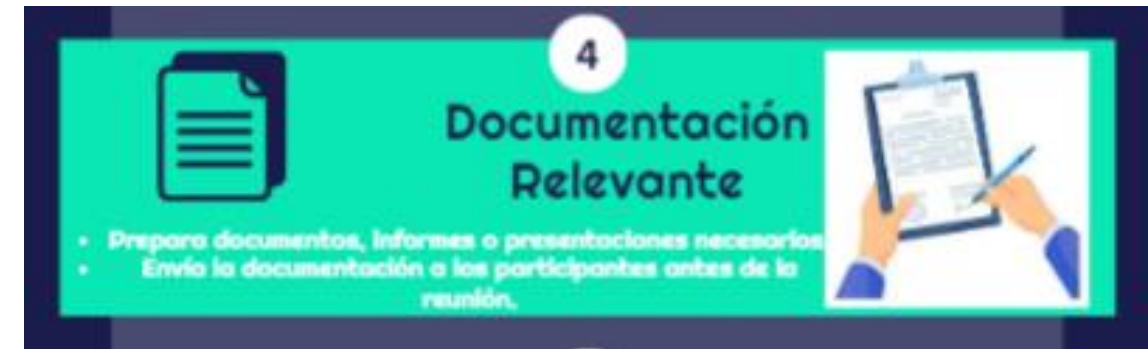 4
Documentación
Relevante
• Prepara documentos, informes o presentaciones necesarios
• Envía la documentación a los participantes antes de la
reunión.